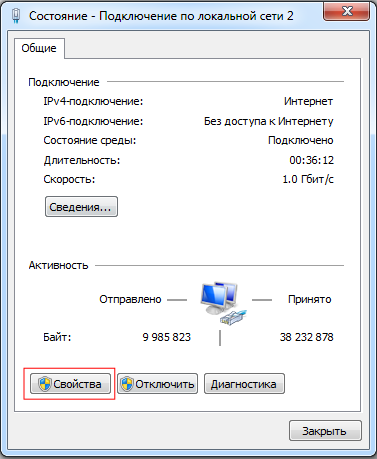 Состояние - Подключение по локальной сети 2
Общие
Подключение
IPv4-подключение: Интернет
IPv6-подключение: Без доступа к Интернету
Состояние среды: Подключено
Длительность: 00:36:12
Скорость: 1.0 Гбит/с
Сведения...
Активность
Отправлено Принято
Байт: 9 985 823 38 232 878
Свойства Отключить Диагностика
Закрыть